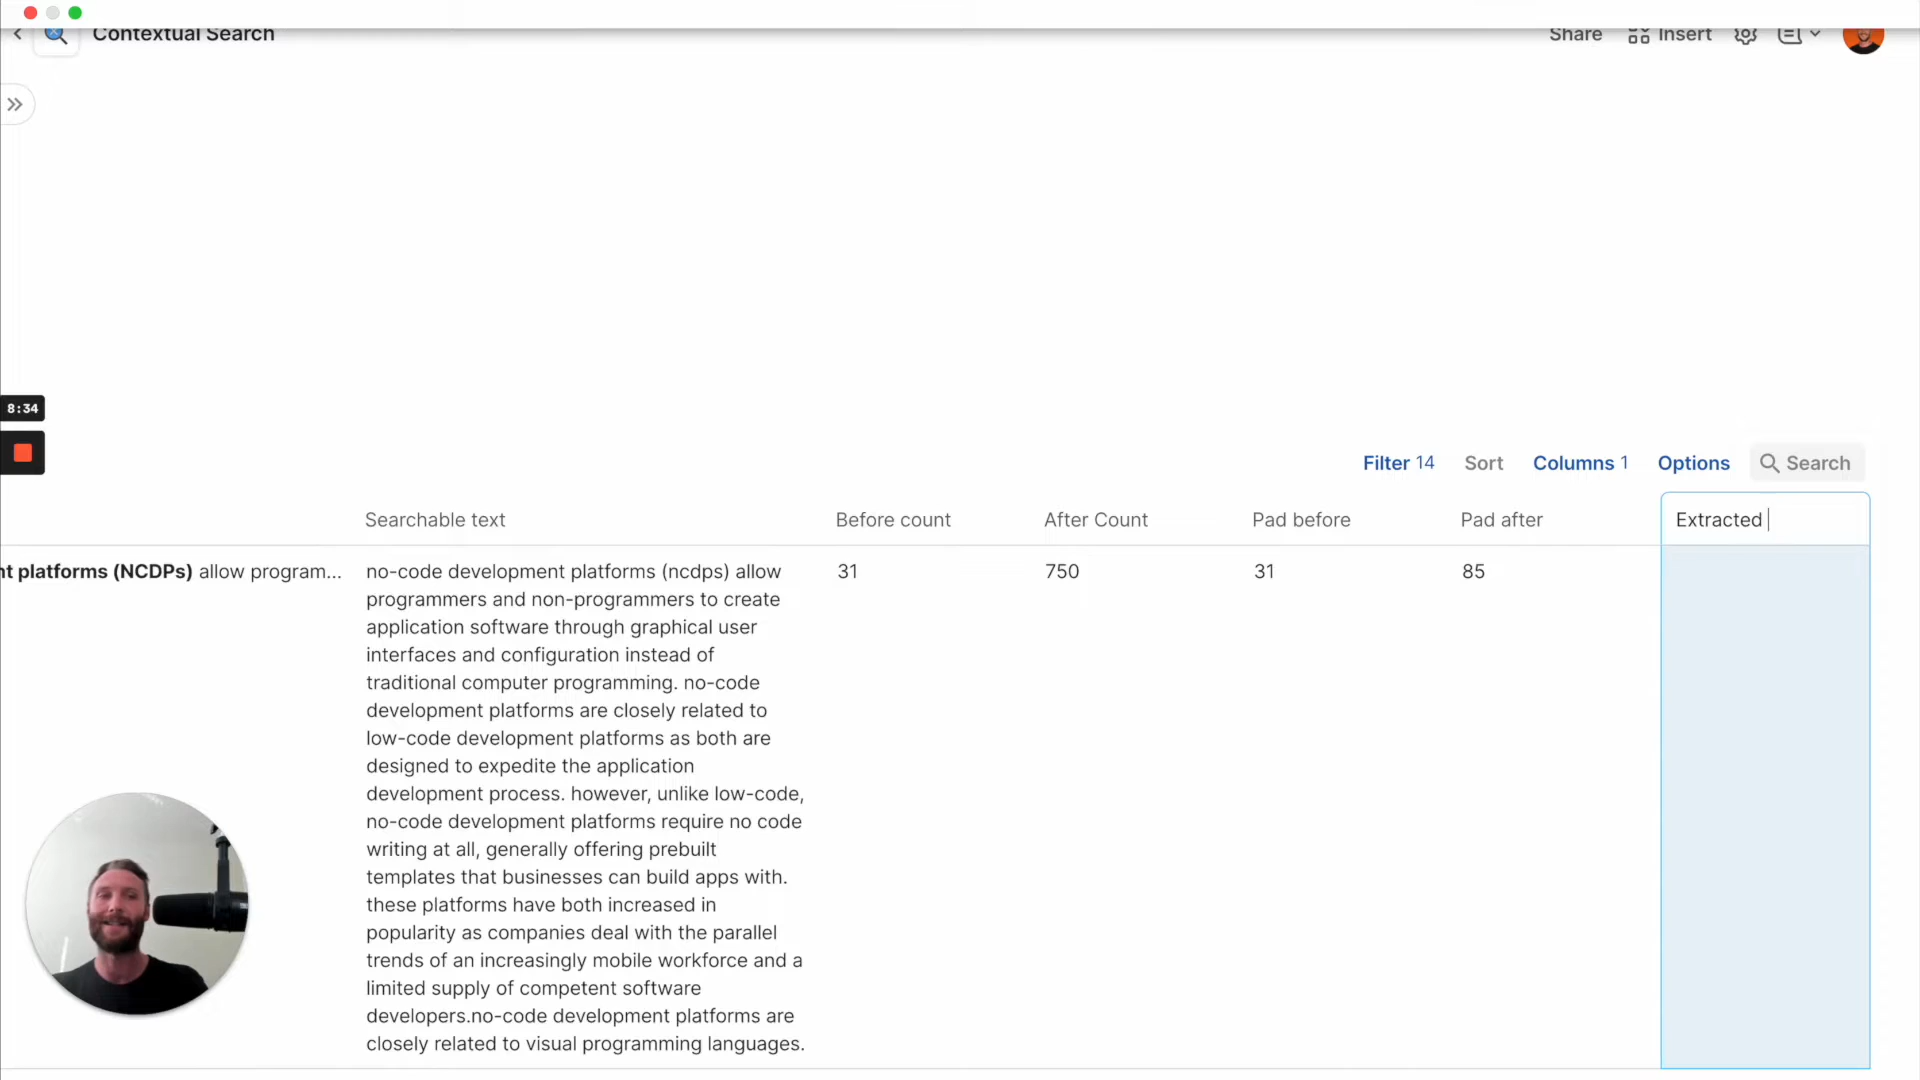 Contextual Search
Share
Insert
8:34
Filter 14
Sort
Columns 1
Options
Search
Searchable text
Before count
After Count
Pad before
Pad after
Extracted
nt platforms (NCDPs) allow program...
no-code development platforms (ncdps) allow
programmers and non-programmers to create
application software through graphical user
interfaces and configuration instead of
traditional computer programming. no-code
development platforms are closely related to
low-code development platforms as both are
designed to expedite the application
development process. however, unlike low-code,
no-code development platforms require no code
writing at all, generally offering prebuilt
templates that businesses can build apps with.
these platforms have both increased in
popularity as companies deal with the parallel
trends of an increasingly mobile workforce and a
limited supply of competent software
developers.no-code development platforms are
closely related to visual programming languages.
31
750
31
85